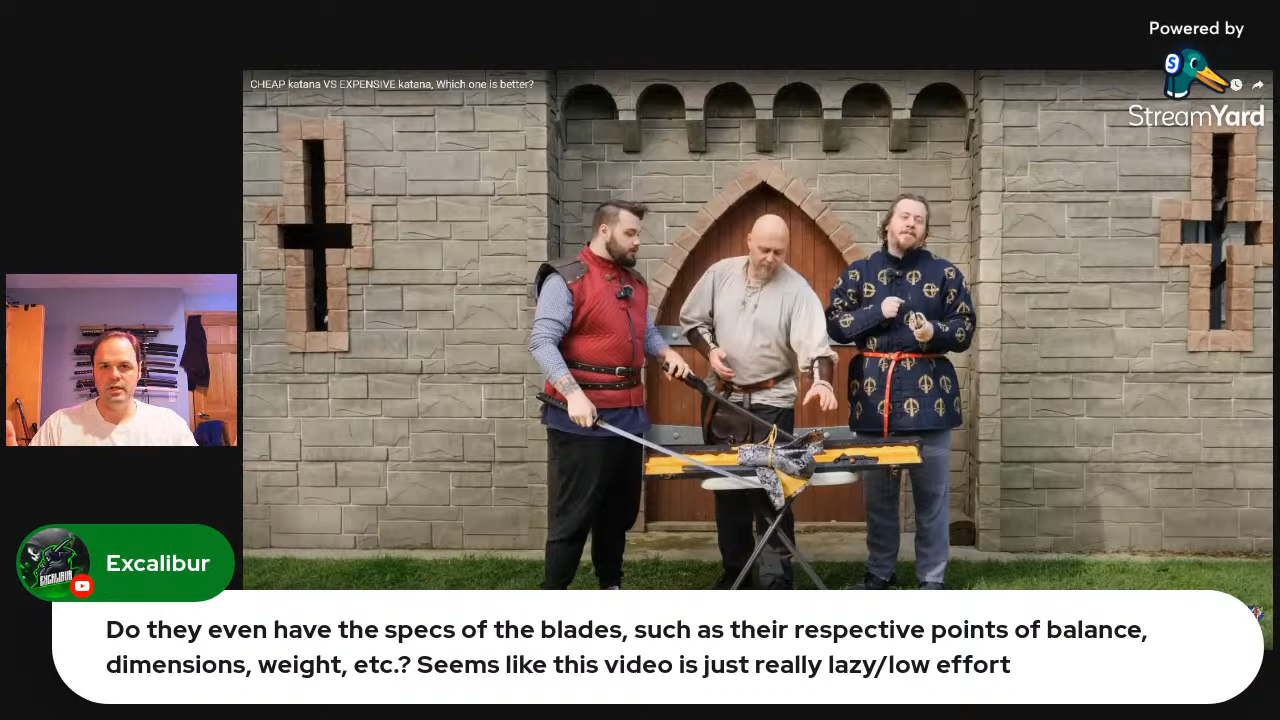 Powered by
CHEAP katana VS EXPENSIVE katana, Which one is better?
S
StreamYard
EXCALIBUR
Excalibur
Do they even have the specs of the blades, such as their respective points of balance,
dimensions, weight, etc.? Seems like this video is just really lazy/low effort